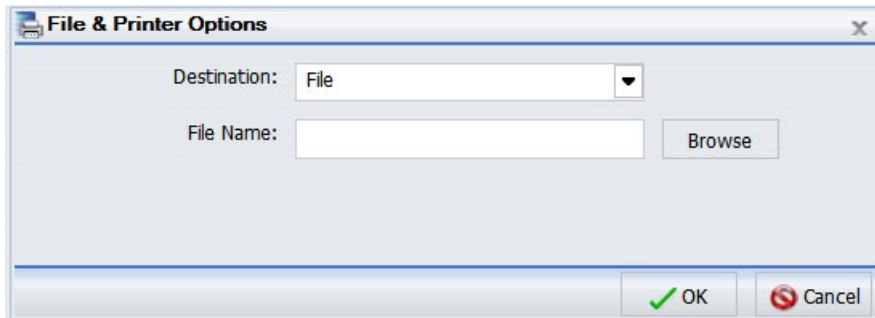 File & Printer Options
Destination: File
File Name: Browse
OK Cancel